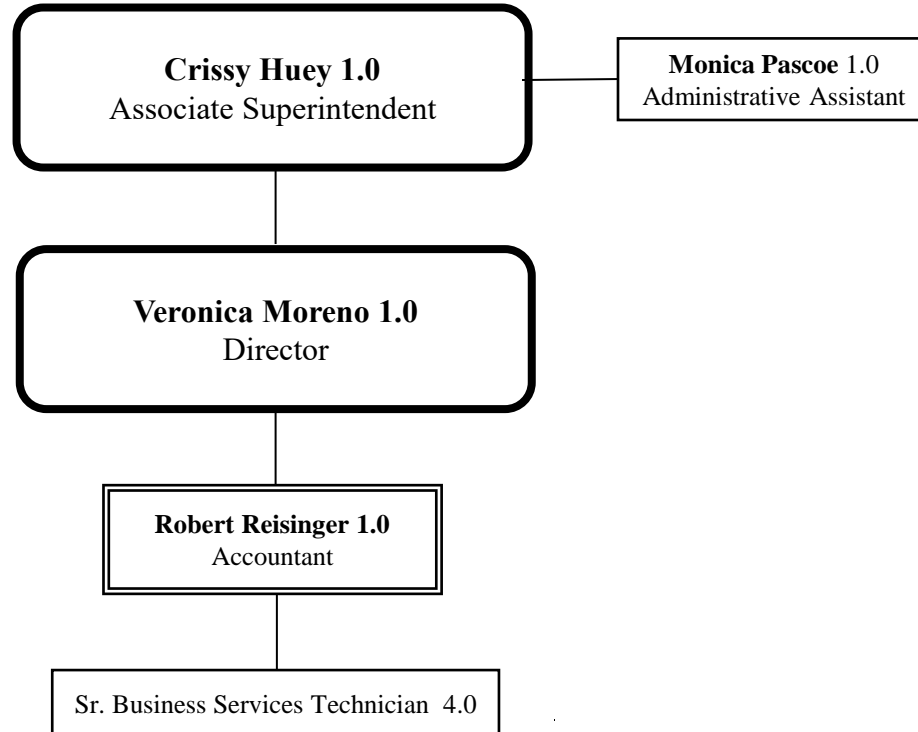 Crissy Huey 1.0
Associate Superintendent
Monica Pascoe 1.0
Administrative Assistant
Veronica Moreno 1.0
Director
Robert Reisinger 1.0
Accountant
Sr. Business Services Technician 4.0
.